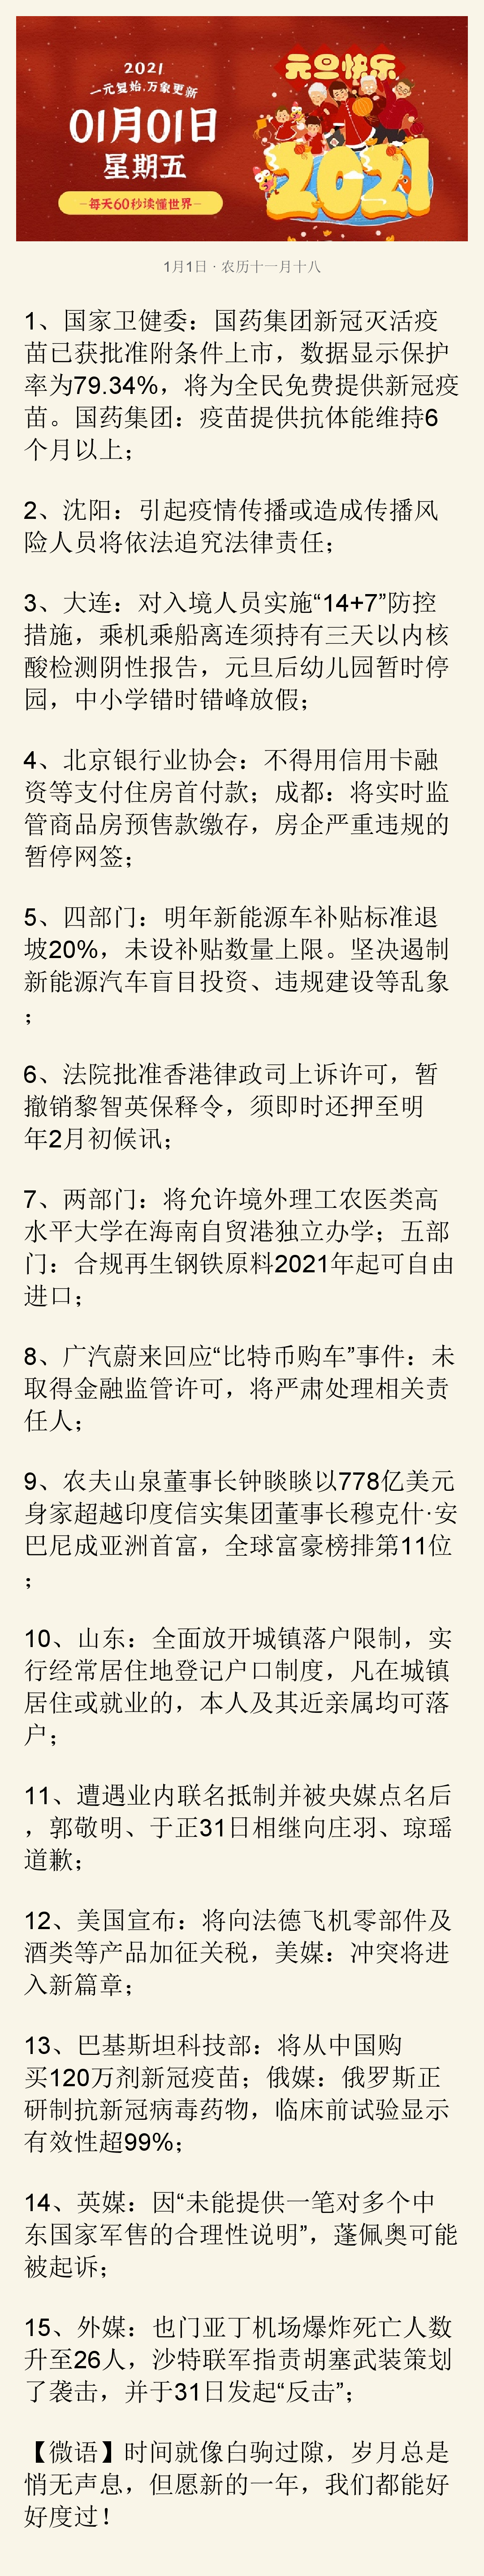 2021
一元复始,万象更新
01月01日
星期五
—每天60秒读懂世界—
元旦快乐
2021
1月1日 · 农历十一月十八
1、国家卫健委：国药集团新冠灭活疫
苗已获批准附条件上市，数据显示保护
率为79.34%，将为全民免费提供新冠疫
苗。国药集团：疫苗提供抗体能维持6
个月以上；
2、沈阳：引起疫情传播或造成传播风
险人员将依法追究法律责任；
3、大连：对入境人员实施“14+7”防控
措施，乘机乘船离连须持有三天以内核
酸检测阴性报告，元旦后幼儿园暂时停
园，中小学错时错峰放假；
4、北京银行业协会：不得用信用卡融
资等支付住房首付款；成都：将实时监
管商品房预售款缴存，房企严重违规的
暂停网签；
5、四部门：明年新能源车补贴标准退
坡20%，未设补贴数量上限。坚决遏制
新能源汽车盲目投资、违规建设等乱象
；
6、法院批准香港律政司上诉许可，暂
撤销黎智英保释令，须即时还押至明
年2月初候讯；
7、两部门：将允许境外理工农医类高
水平大学在海南自贸港独立办学；五部
门：合规再生钢铁原料2021年起可自由
进口；
8、广汽蔚来回应“比特币购车”事件：未
取得金融监管许可，将严肃处理相关责
任人；
9、农夫山泉董事长钟睒睒以778亿美元
身家超越印度信实集团董事长穆克什·安
巴尼成亚洲首富，全球富豪榜排第11位
；
10、山东：全面放开城镇落户限制，实
行经常居住地登记户口制度，凡在城镇
居住或就业的，本人及其近亲属均可落
户；
11、遭遇业内联名抵制并被央媒点名后
，郭敬明、于正31日相继向庄羽、琼瑶
道歉；
12、美国宣布：将向法德飞机零部件及
酒类等产品加征关税，美媒：冲突将进
入新篇章；
13、巴基斯坦科技部：将从中国购
买120万剂新冠疫苗；俄媒：俄罗斯正
研制抗新冠病毒药物，临床前试验显示
有效性超99%；
14、英媒：因“未能提供一笔对多个中
东国家军售的合理性说明”，蓬佩奥可能
被起诉；
15、外媒：也门亚丁机场爆炸死亡人数
升至26人，沙特联军指责胡塞武装策划
了袭击，并于31日发起“反击”；
【微语】时间就像白驹过隙，岁月总是
悄无声息，但愿新的一年，我们都能好
好度过！